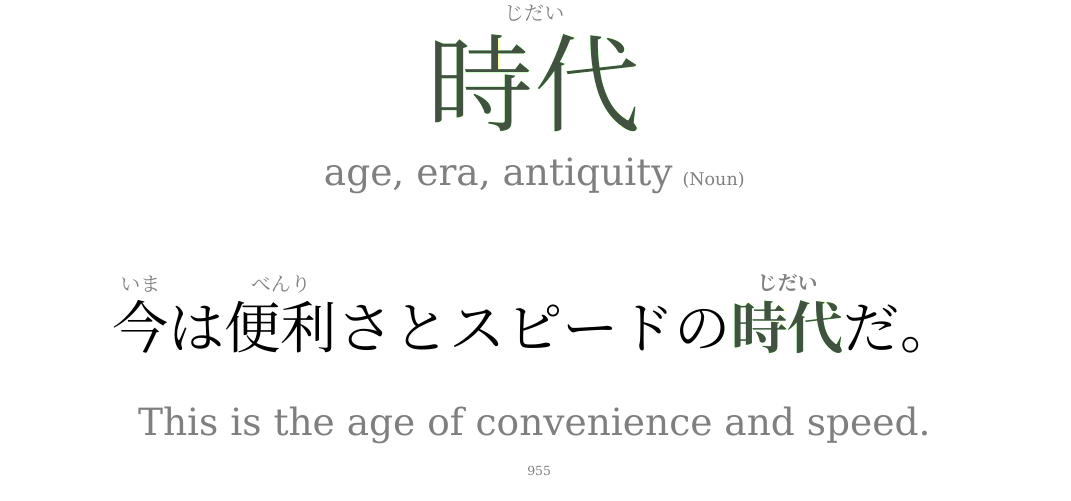 じだい
時代
age, era, antiquity (Noun)
いま べんり じだい
今は便利さとスピードの時代だ。
This is the age of convenience and speed.
955